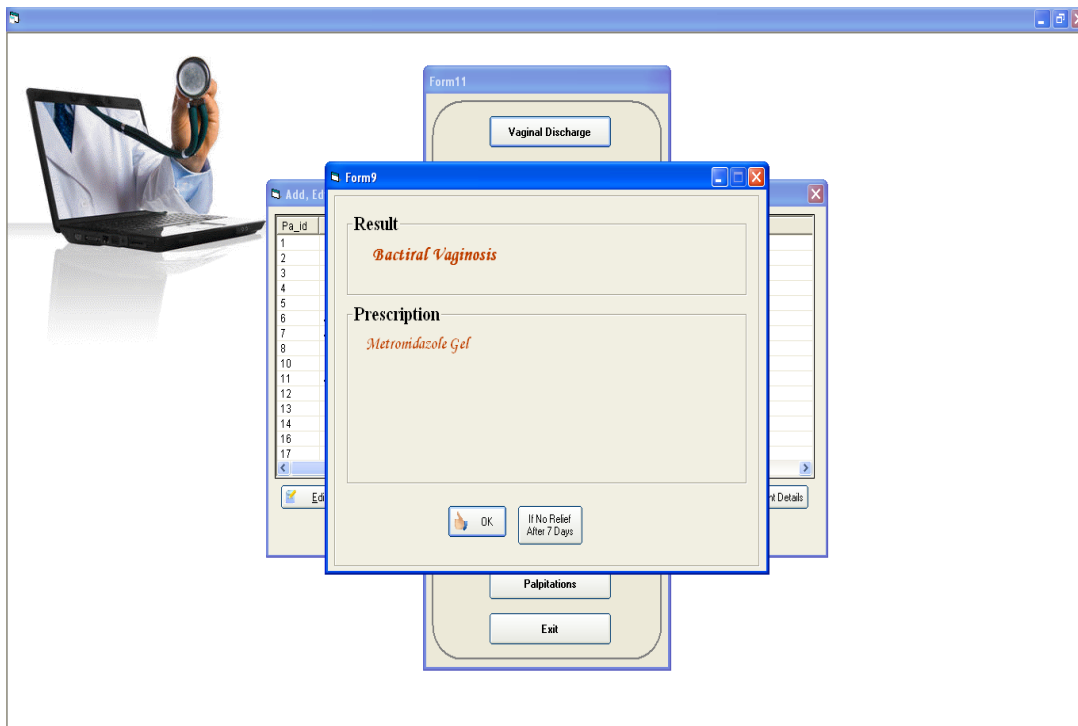 Form11
Vaginal Discharge
Form9
Add, Ed
Result
Bactiral Vaginosis
Pa_id
1
2
3
4
5
6
7
8
10
11
12
13
14
16
17
Prescription
Metronidazole Gel
Edi
nt Details
OK
If No Relief
After 7 Days
Palpitations
Exit